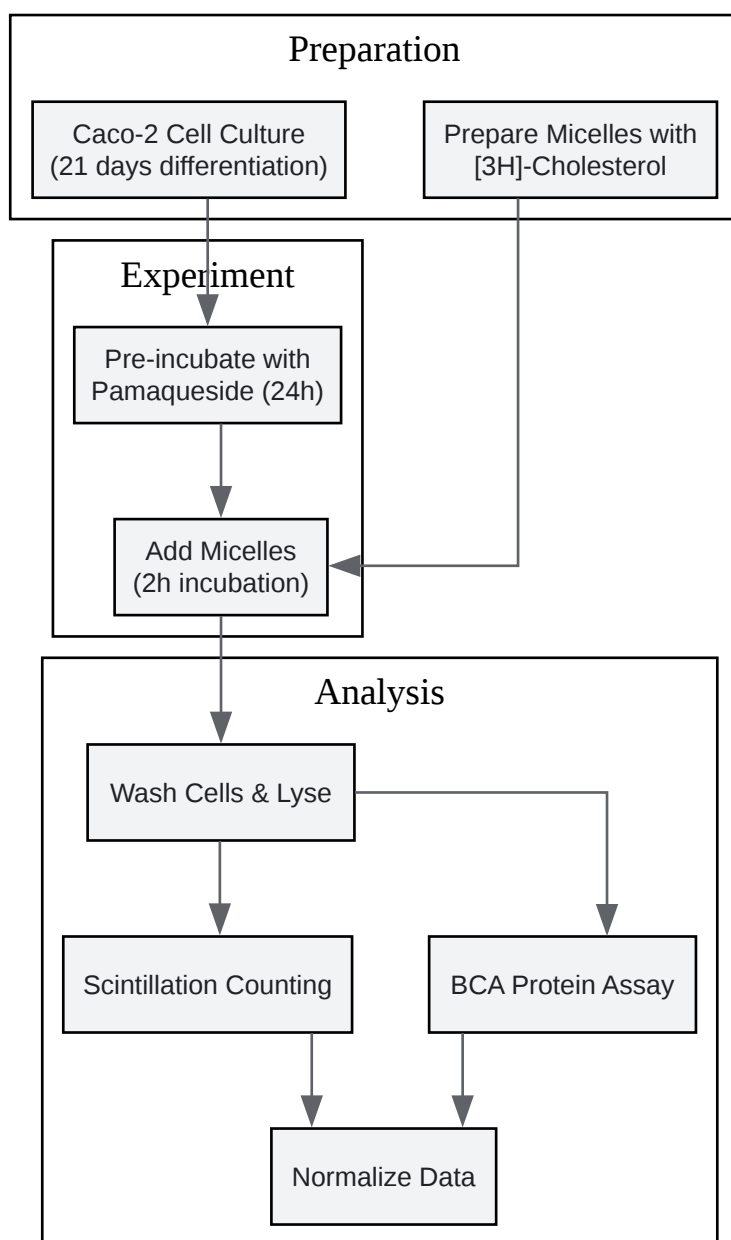 Preparation
Caco-2 Cell Culture
(21 days differentiation)
Prepare Micelles with
[3H]-Cholesterol
Experiment
Pre-incubate with
Pamaqueside (24h)
Add Micelles
(2h incubation)
Analysis
Wash Cells & Lyse
Scintillation Counting
BCA Protein Assay
Normalize Data